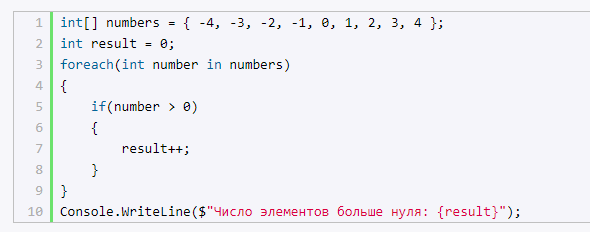 1 int[] numbers = { -4, -3, -2, -1, 0, 1, 2, 3, 4 };
2 int result = 0;
3 foreach(int number in numbers)
4 {
5     if(number > 0)
6     {
7         result++;
8     }
9 }
10 Console.WriteLine($"Число элементов больше нуля: {result}");